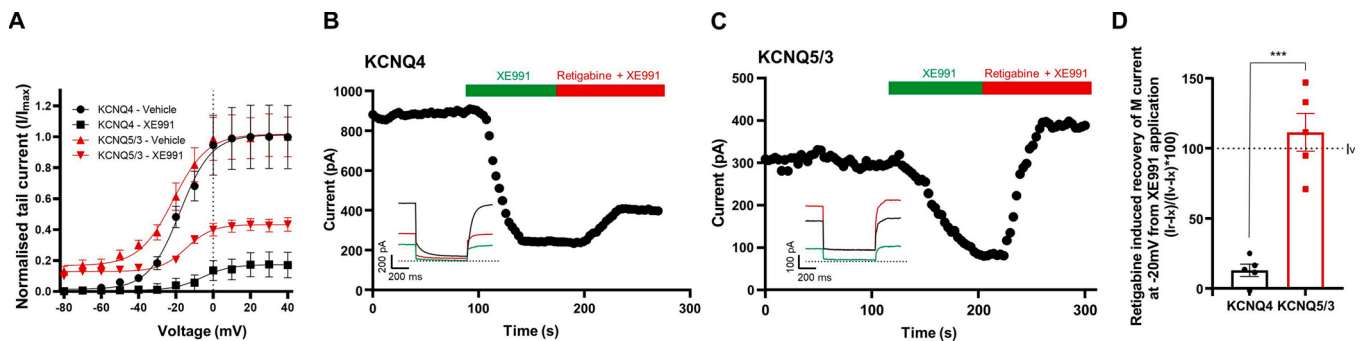 A
Normalised tail current (I/Imax)
KCNQ4 - Vehicle
KCNQ4 - XE991
KCNQ5/3 - Vehicle
KCNQ5/3 - XE991
1.4
1.2
1.0
0.8
0.6
0.4
0.2
0.0
-80 -60 -40 -20 0 20 40
Voltage (mV)
B
KCNQ4
XE991 Retigabine + XE991
Current (pA)
1000
800
600
400
200
0
200 pA
200 ms
0 100 200 300
Time (s)
C
KCNQ5/3
XE991 Retigabine + XE991
Current (pA)
500
400
300
200
100
0
100 pA
200 ms
0 100 200 300
Time (s)
D
Retigabine induced recovery of M current
at -20mV from XE991 application
(Ir-Ix)/(Iv-Ix)*100)
150
100
50
0
***
Iv
KCNQ4 KCNQ5/3